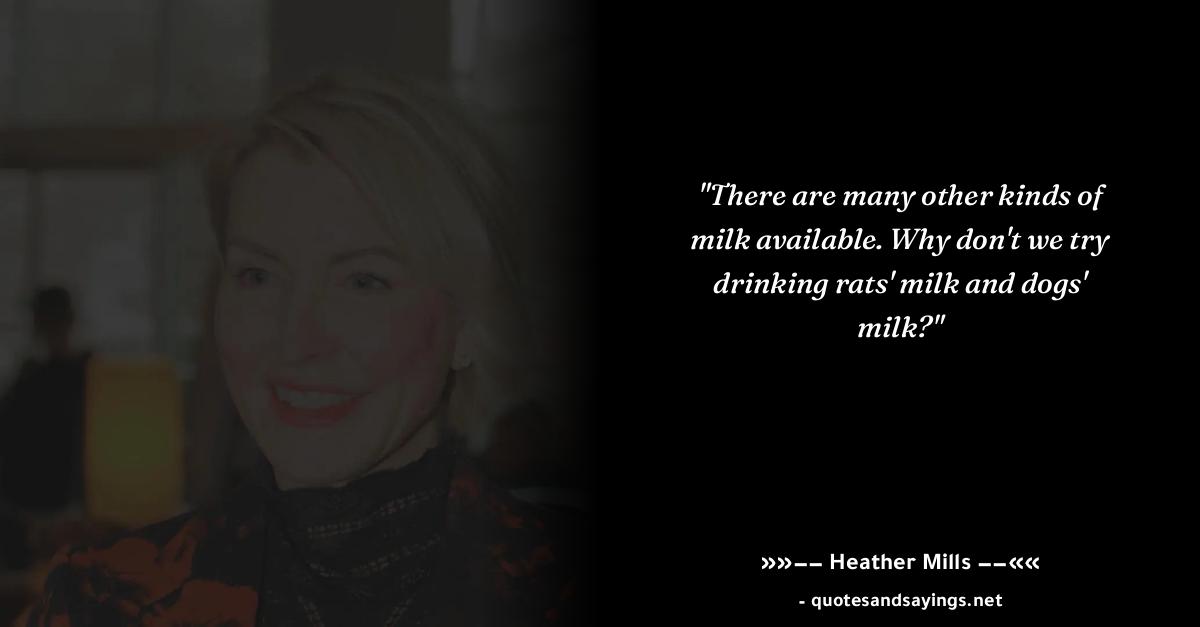 "There are many other kinds of
milk available. Why don't we try
drinking rats' milk and dogs'
milk?"
»»–– Heather Mills ––««
- quotesandsayings.net